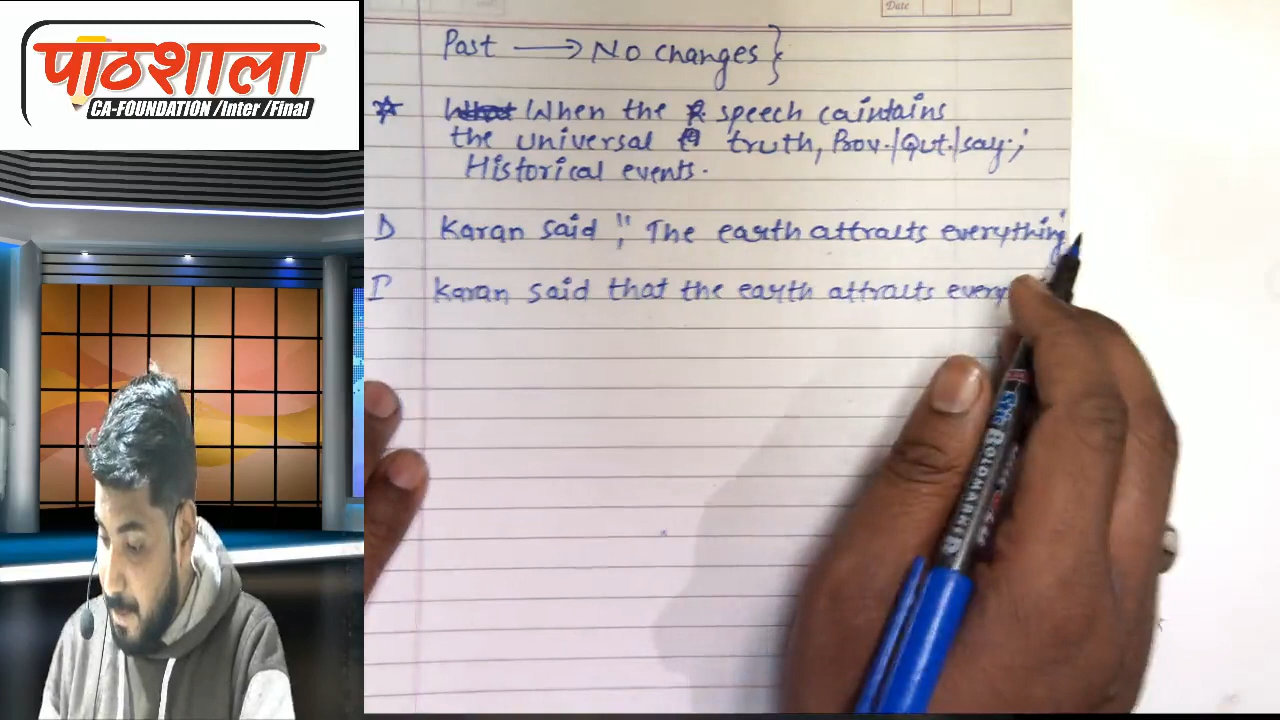 पाठशाला
CA-FOUNDATION /Inter /Final
Date
Past → No changes}
☆ When the speech caintains
the universal truth, Prov./Qut./say.;
Historical events.
D Karan said ," The earth attracts everything
I Karan said that the earth attracts every
ROLOMARKER